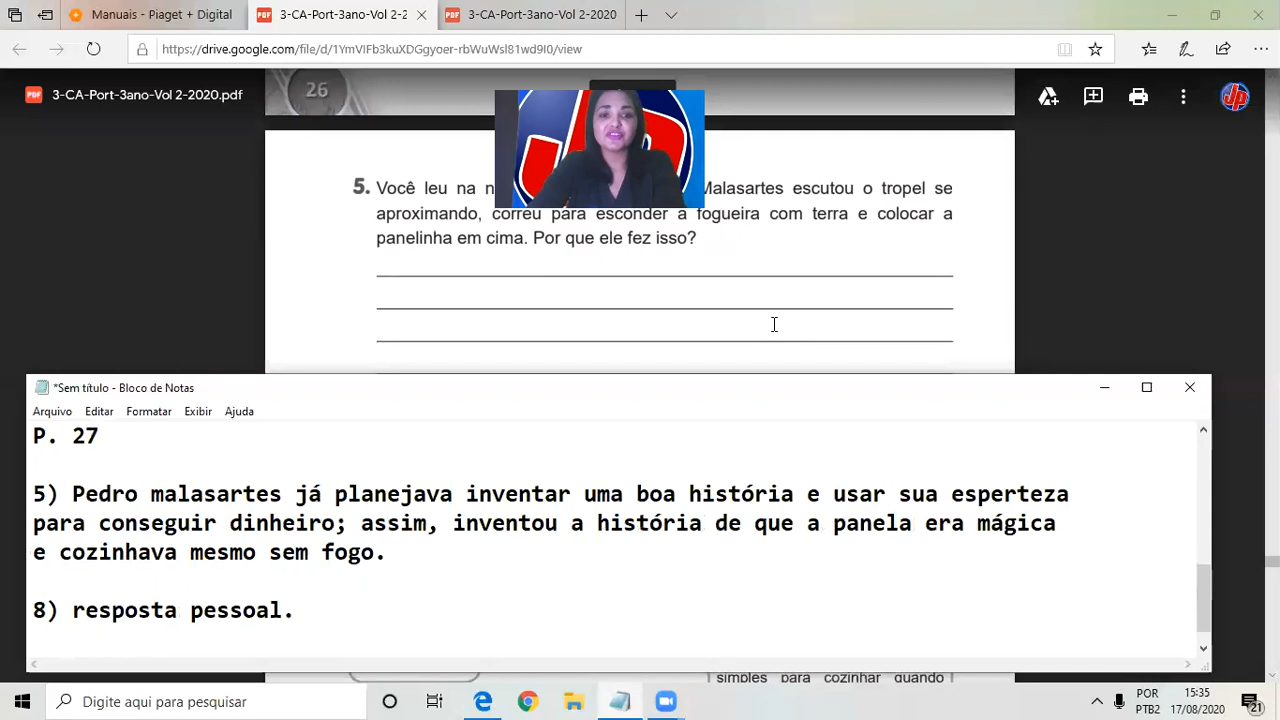 Manuais - Piaget + Digital
3-CA-Port-3ano-Vol 2-2
3-CA-Port-3ano-Vol 2-2020
https://drive.google.com/file/d/1YmVIFb3kuXDGgyoer-rbWuWsl81wd9l0/view
3-CA-Port-3ano-Vol 2-2020.pdf
26
JP
5. Você leu na n Malasartes escutou o tropel se
aproximando, correu para esconder a fogueira com terra e colocar a
panelinha em cima. Por que ele fez isso?
*Sem título - Bloco de Notas
Arquivo Editar Formatar Exibir Ajuda
P. 27
5) Pedro malasartes já planejava inventar uma boa história e usar sua esperteza
para conseguir dinheiro; assim, inventou a história de que a panela era mágica
e cozinhava mesmo sem fogo.
8) resposta pessoal.
simples para cozinhar quando
Digite aqui para pesquisar
POR
PTB2
15:35
17/08/2020
21